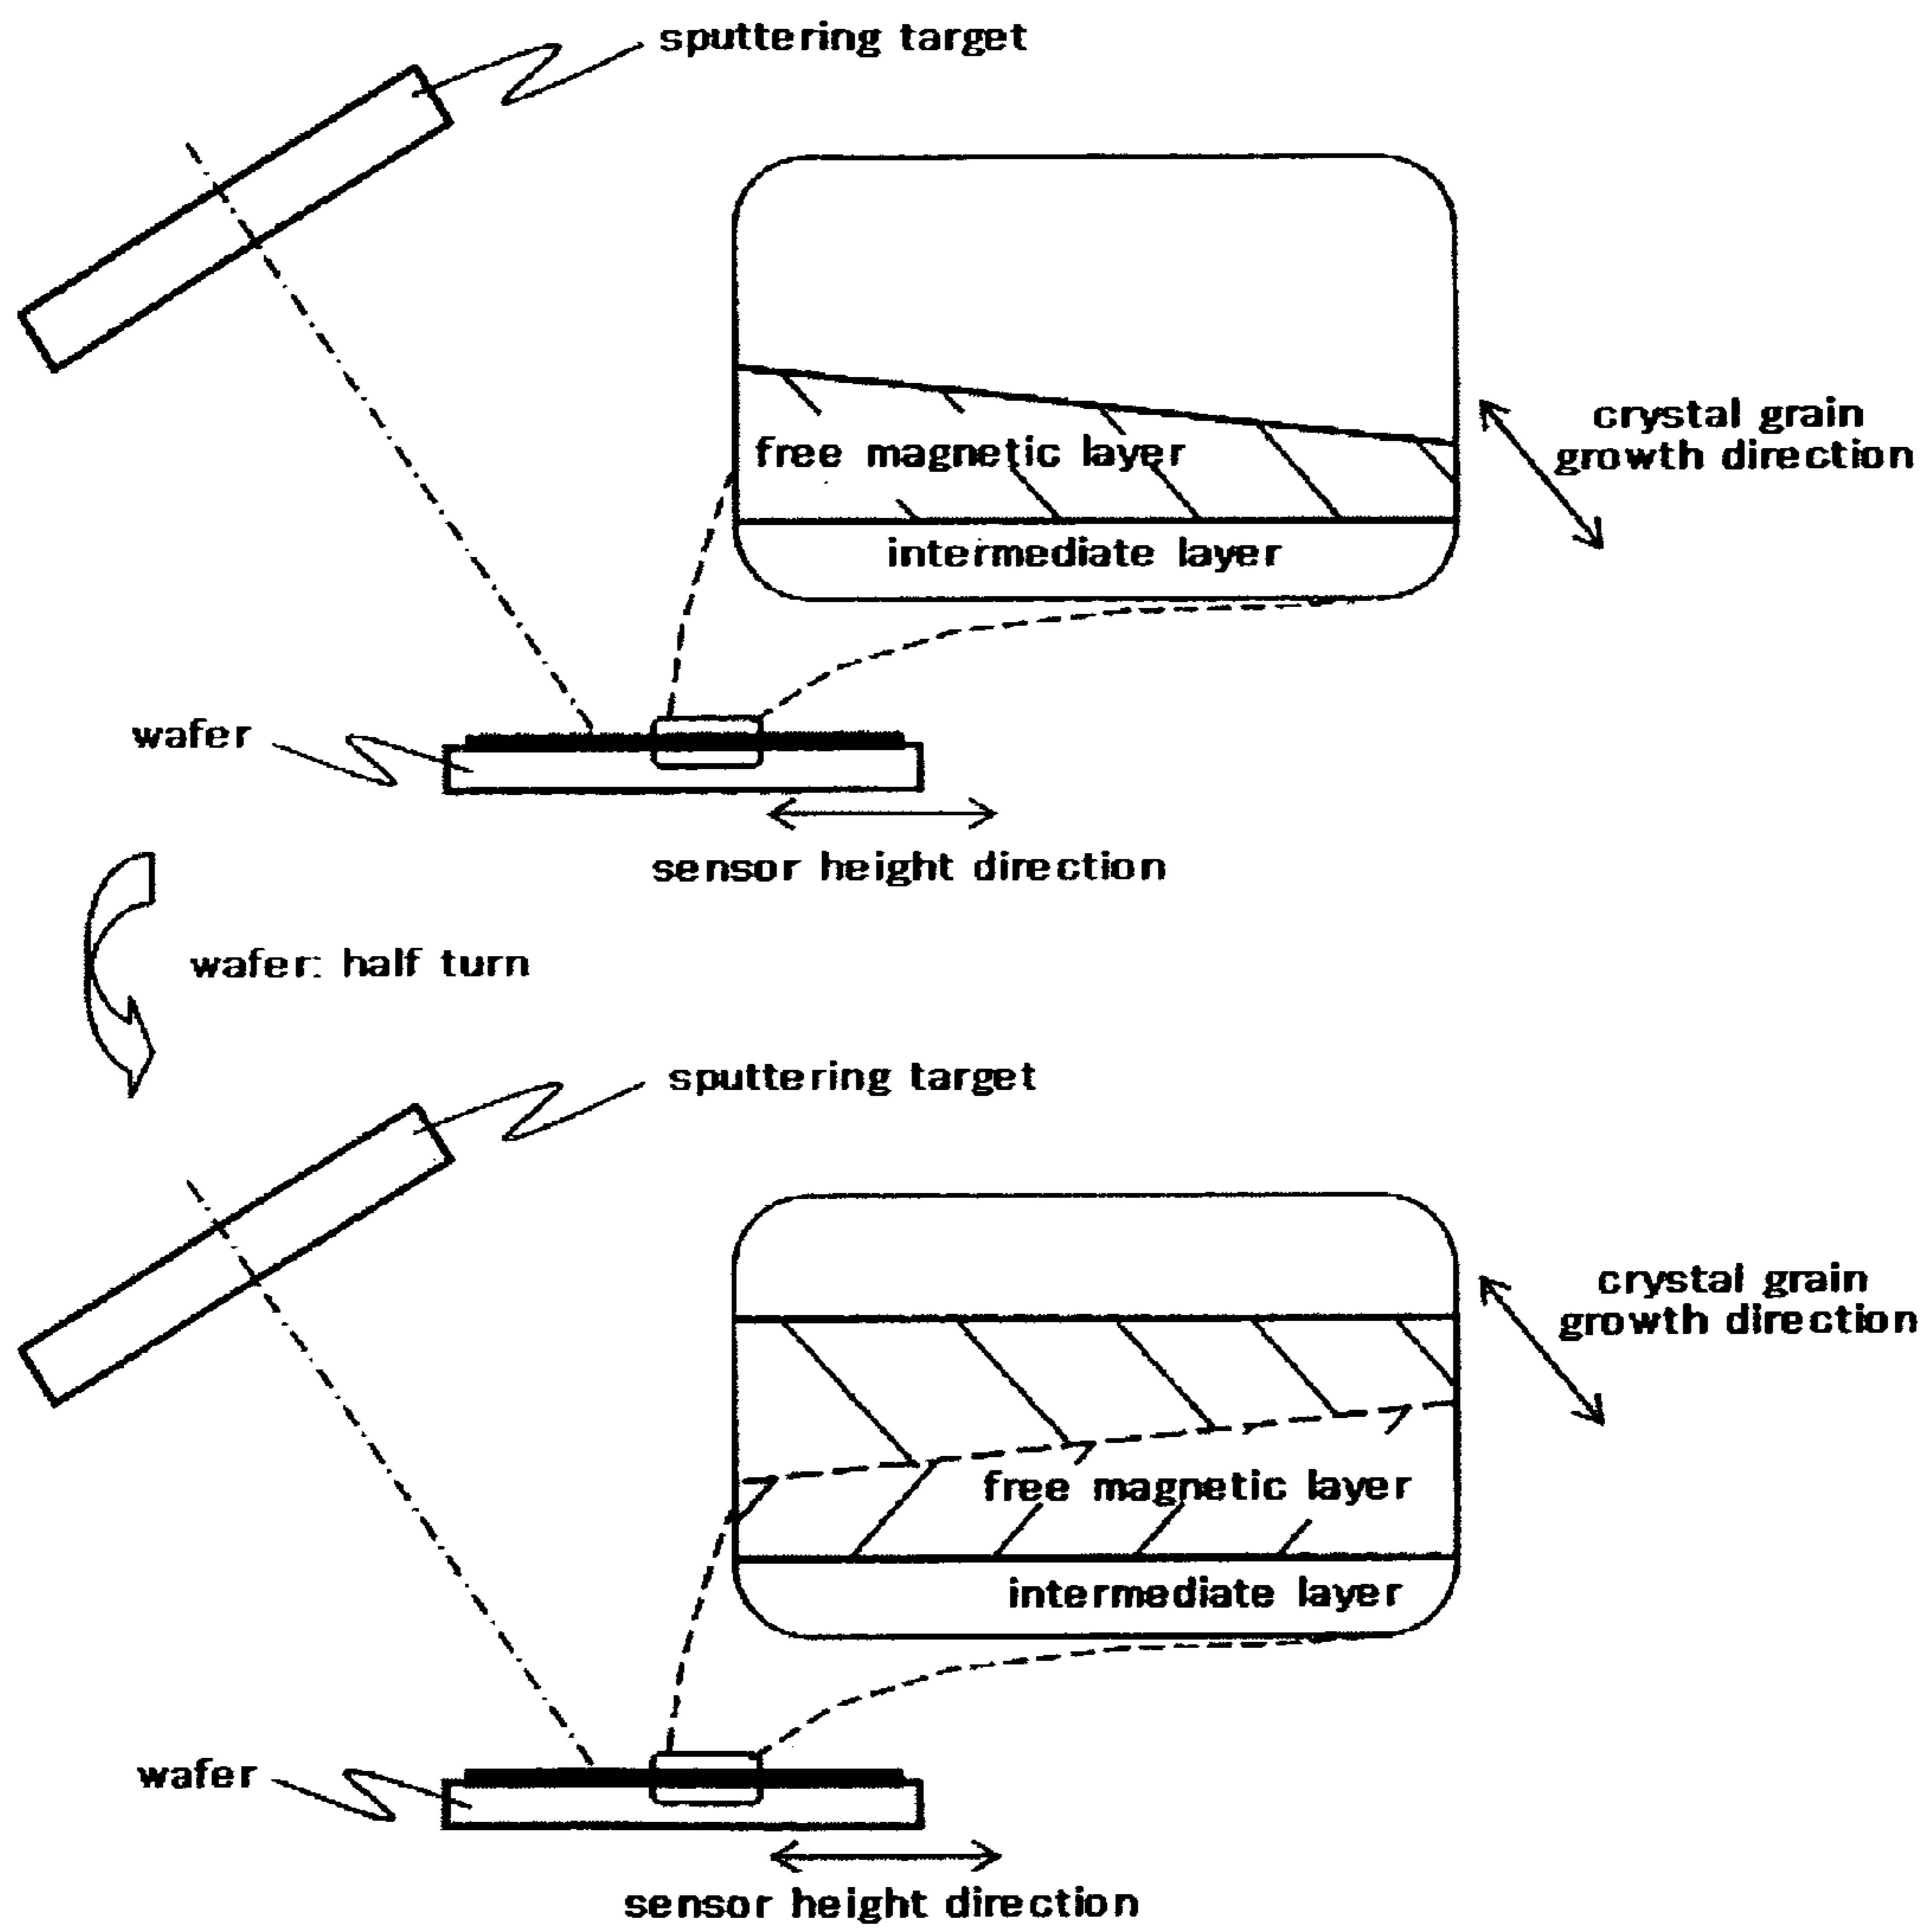 sputtering target
crystal grain
growth direction
free magnetic layer
intermediate layer
wafer
sensor height direction
wafer: half turn
sputtering target
crystal grain
growth direction
free magnetic layer
intermediate layer
wafer
sensor height direction